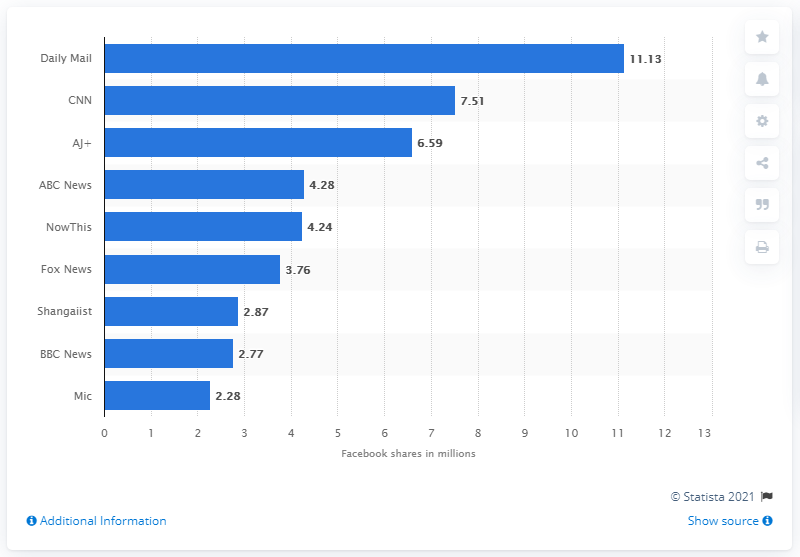 Daily Mail 11.13
CNN 7.51
AJ+ 6.59
ABC News 4.28
NowThis 4.24
Fox News 3.76
Shangaiist 2.87
BBC News 2.77
Mic 2.28
0 1 2 3 4 5 6 7 8 9 10 11 12 13
Facebook shares in millions
© Statista 2021
Additional Information Show source